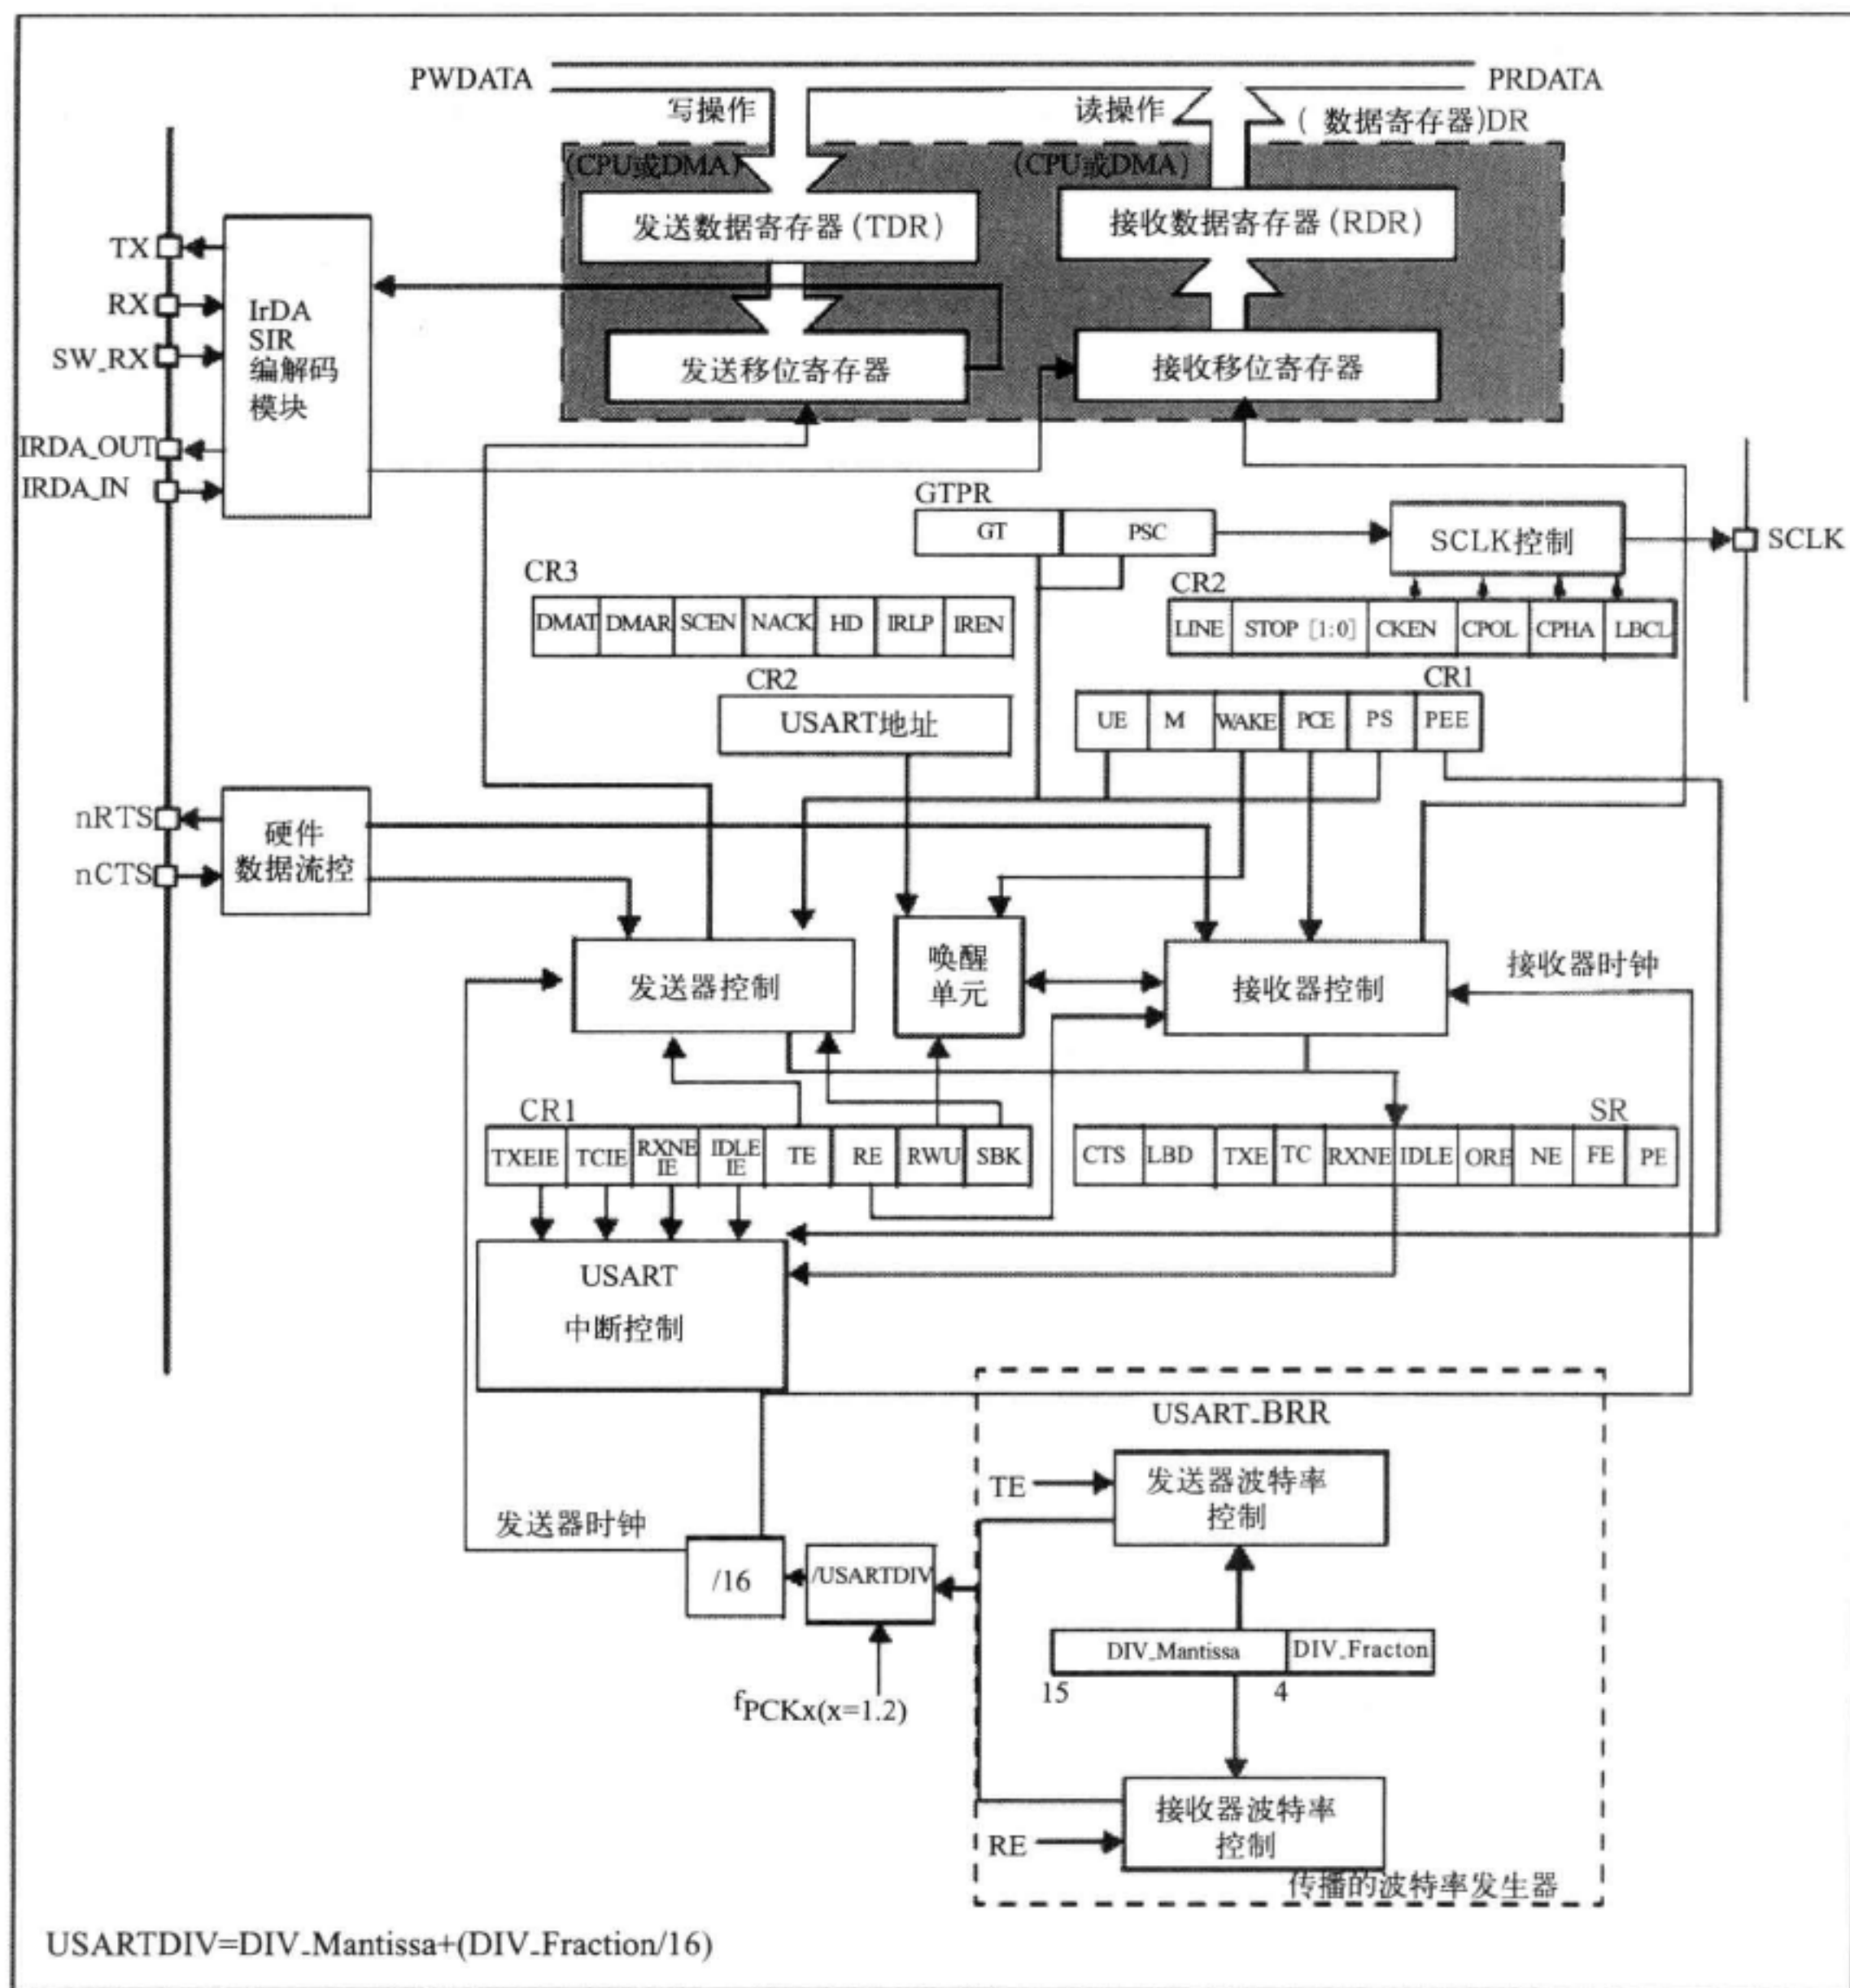 PWDATA
PRDATA
写操作
读操作
( 数据寄存器)DR
(CPU或DMA)
(CPU或DMA)
发送数据寄存器(TDR)
接收数据寄存器(RDR)
TX
RX
SW_RX
IRDA_OUT
IRDA_IN
IrDA
SIR
编解码
模块
发送移位寄存器
接收移位寄存器
GTPR
GT
PSC
SCLK控制
SCLK
CR3
DMAT
DMAR
SCEN
NACK
HD
IRLP
IREN
CR2
LINE
STOP [1:0]
CKEN
CPOL
CPHA
LBCL
CR2
USART地址
CR1
UE
M
WAKE
PCE
PS
PEE
nRTS
nCTS
硬件
数据流控
发送器控制
唤醒
单元
接收器控制
接收器时钟
CR1
TXEIE
TCIE
RXNE
IE
IDLE
IE
TE
RE
RWU
SBK
SR
CTS
LBD
TXE
TC
RXNE
IDLE
ORE
NE
FE
PE
USART
中断控制
USART_BRR
TE
发送器波特率
控制
发送器时钟
/16
/USARTDIV
DIV_Mantissa
DIV_Fracton
15
4
fPCKx(x=1.2)
RE
接收器波特率
控制
传播的波特率发生器
USARTDIV=DIV_Mantissa+(DIV_Fraction/16)